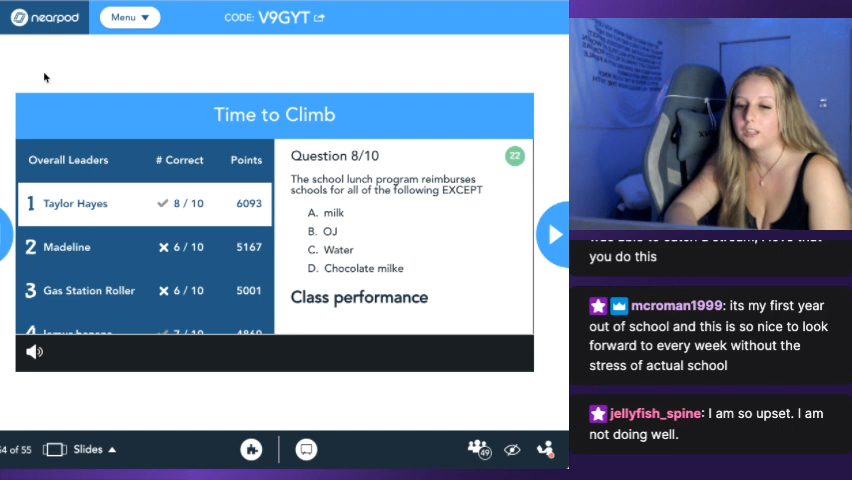 nearpod
Menu
CODE: V9GYT
Time to Climb
Overall Leaders # Correct Points
1 Taylor Hayes 8 / 10 6093
2 Madeline 6 / 10 5167
3 Gas Station Roller 6 / 10 5001
Question 8/10
22
The school lunch program reimburses
schools for all of the following EXCEPT
A. milk
B. OJ
C. Water
D. Chocolate milke
Class performance
of 55
Slides
49
you do this
mcroman1999: its my first year
out of school and this is so nice to look
forward to every week without the
stress of actual school
jellyfish_spine: I am so upset. I am
not doing well.